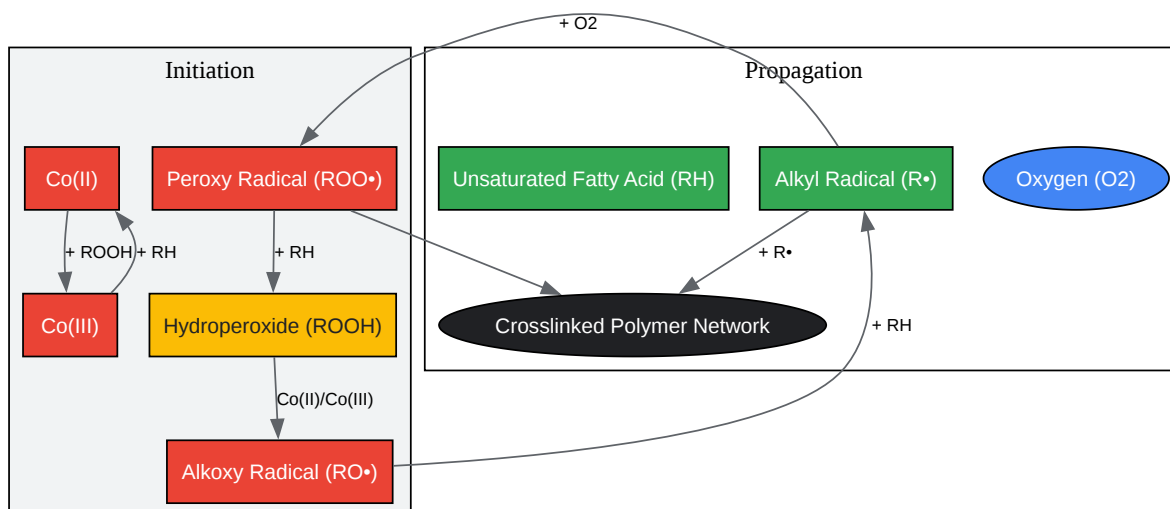 + O2
Initiation
Propagation
Co(II)
Peroxy Radical (ROO•)
Unsaturated Fatty Acid (RH)
Alkyl Radical (R•)
Oxygen (O2)
+ ROOH
+ RH
+ RH
+ R•
Co(III)
Hydroperoxide (ROOH)
Crosslinked Polymer Network
+ RH
Co(II)/Co(III)
Alkoxy Radical (RO•)